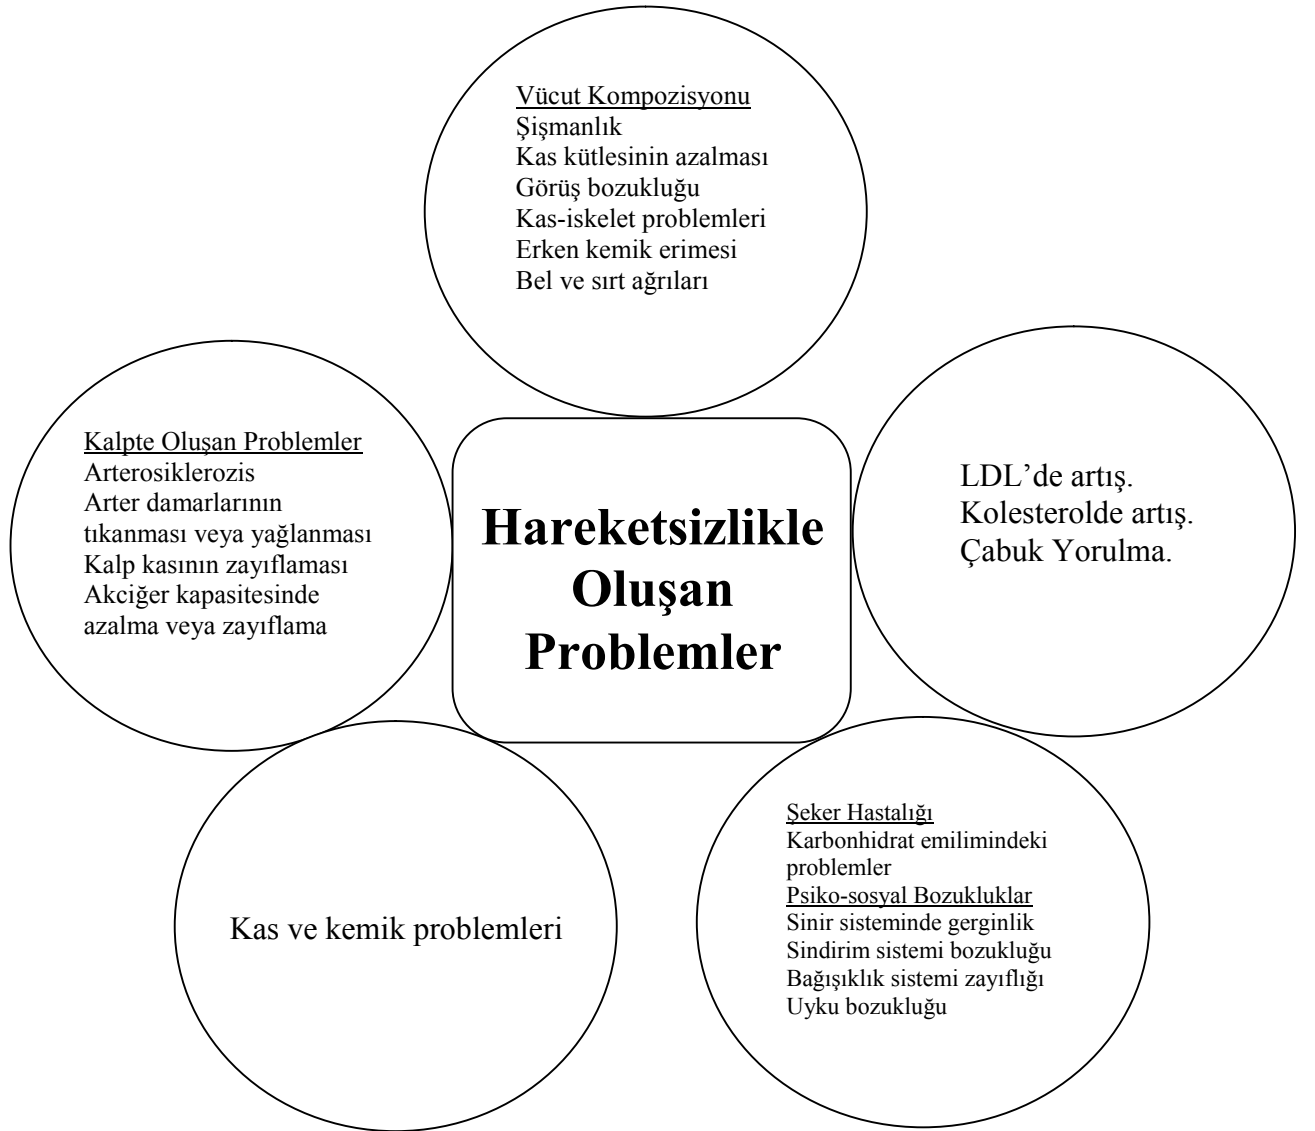 Vücut Kompozisyonu
Şişmanlık
Kas kütlesinin azalması
Görüş bozukluğu
Kas-iskelet problemleri
Erken kemik erimesi
Bel ve sırt ağrıları
Kalpte Oluşan Problemler
Arterosiklerozis
Arter damarlarının
tıkanması veya yağlanması
Kalp kasının zayıflaması
Akciğer kapasitesinde
azalma veya zayıflama
Hareketsizlikle
Oluşan
Problemler
LDL’de artış.
Kolesterolde artış.
Çabuk Yorulma.
Kas ve kemik problemleri
Şeker Hastalığı
Karbonhidrat emilimindeki
problemler
Psiko-sosyal Bozukluklar
Sinir sisteminde gerginlik
Sindirim sistemi bozukluğu
Bağışıklık sistemi zayıflığı
Uyku bozukluğu